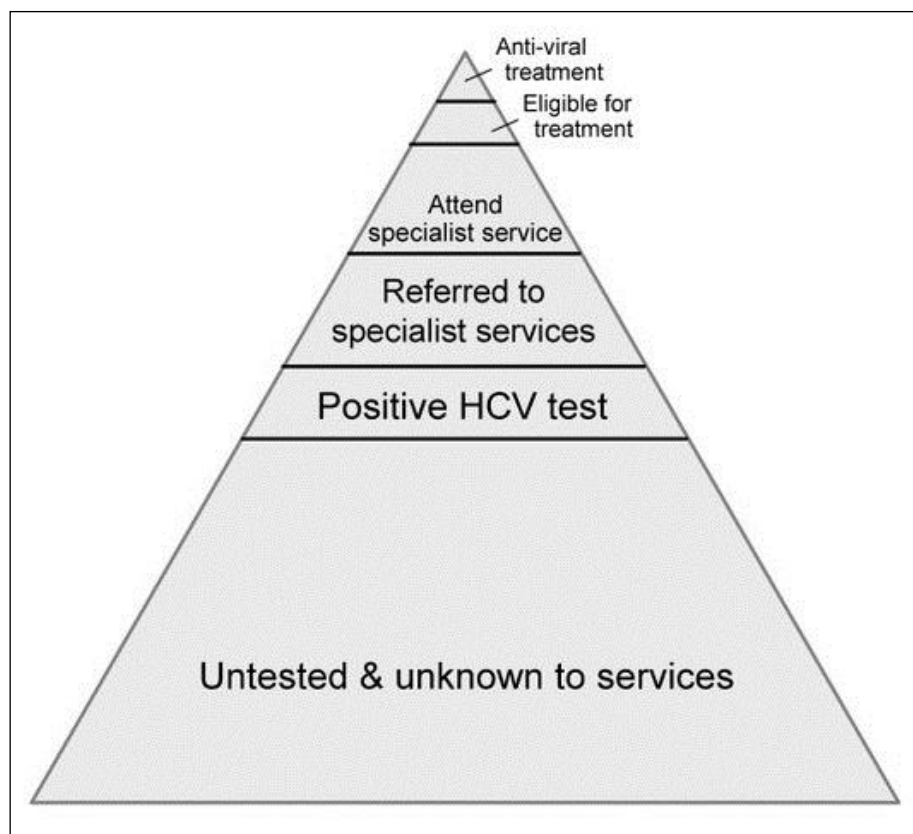 Anti-viral
treatment
Eligible for
treatment
Attend
specialist service
Referred to
specialist services
Positive HCV test
Untested & unknown to services